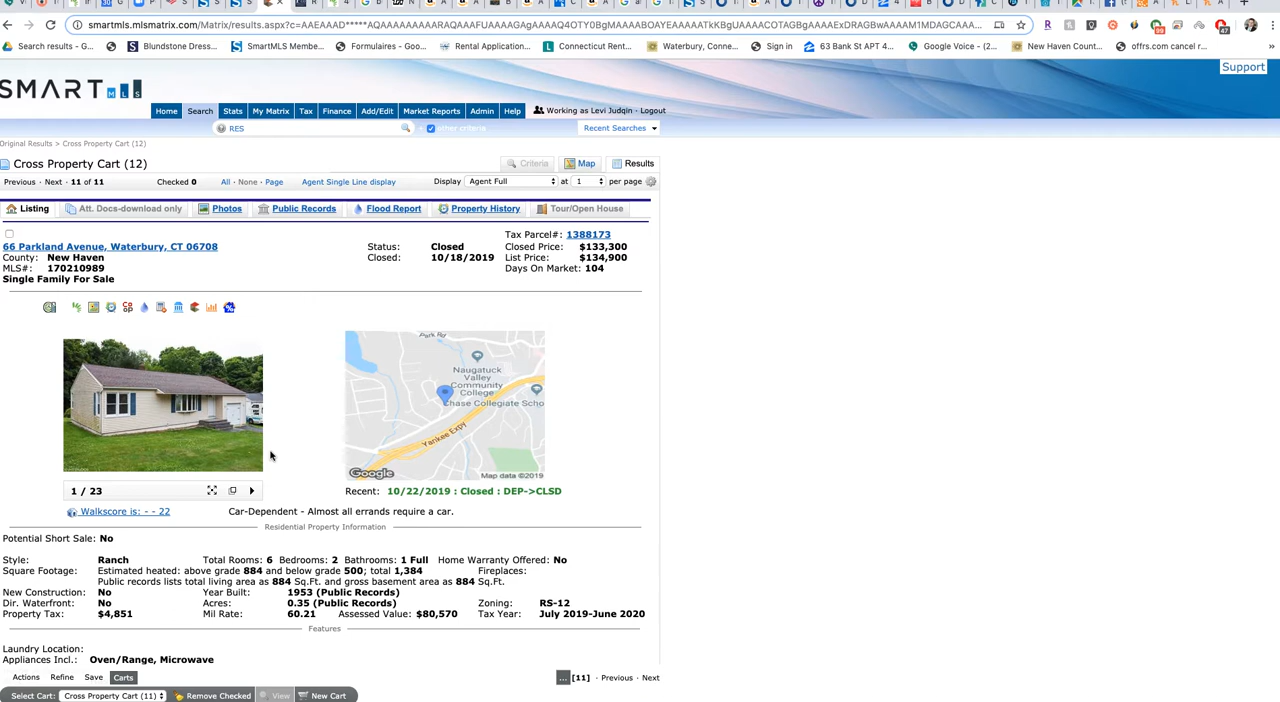 smartmls.mlsmatrix.com/Matrix/results.aspx?c=AAEAAAD*****AQAAAAAAAAARAQAAAFUAAAAGAgAAAAQ4OTY0BgMAAAABOAYEAAAAATkKBgUAAAACOTAGBgAAAAExDRAGBwAAAAM1MDAGCAAA...
Search results - G...
Blundstone Dress...
SmartMLS Membe...
Formulaires - Goo...
Rental Application...
Connecticut Rent...
Waterbury, Conne...
Sign in
63 Bank St APT 4...
Google Voice - (2...
New Haven Count...
offrs.com cancel r...
»
SMART MLS
Support
Home Search Stats My Matrix Tax Finance Add/Edit Market Reports Admin Help Working as Levi Judqin · Logout
RES + other criteria Recent Searches
Original Results > Cross Property Cart (12)
Cross Property Cart (12) Criteria Map Results
Previous · Next · 11 of 11 Checked 0 All · None · Page Agent Single Line display Display Agent Full at 1 per page
Listing Att. Docs-download only Photos Public Records Flood Report Property History Tour/Open House
Tax Parcel#: 1388173
66 Parkland Avenue, Waterbury, CT 06708 Status: Closed Closed Price: $133,300
County: New Haven Closed: 10/18/2019 List Price: $134,900
MLS#: 170210989 Days On Market: 104
Single Family For Sale
Park Rd
Naugatuck
Valley
Community
College
Chase Collegiate Scho
Yankee Expy
Google Map data ©2019
1 / 23 Recent: 10/22/2019 : Closed : DEP->CLSD
Walkscore is: - - 22 Car-Dependent - Almost all errands require a car.
Residential Property Information
Potential Short Sale: No
Style: Ranch Total Rooms: 6 Bedrooms: 2 Bathrooms: 1 Full Home Warranty Offered: No
Square Footage: Estimated heated: above grade 884 and below grade 500; total 1,384 Fireplaces:
Public records lists total living area as 884 Sq.Ft. and gross basement area as 884 Sq.Ft.
New Construction: No Year Built: 1953 (Public Records)
Dir. Waterfront: No Acres: 0.35 (Public Records) Zoning: RS-12
Property Tax: $4,851 Mil Rate: 60.21 Assessed Value: $80,570 Tax Year: July 2019-June 2020
Features
Laundry Location:
Appliances Incl.: Oven/Range, Microwave
Actions Refine Save Carts ... [11] · Previous · Next
Select Cart: Cross Property Cart (11) Remove Checked View New Cart